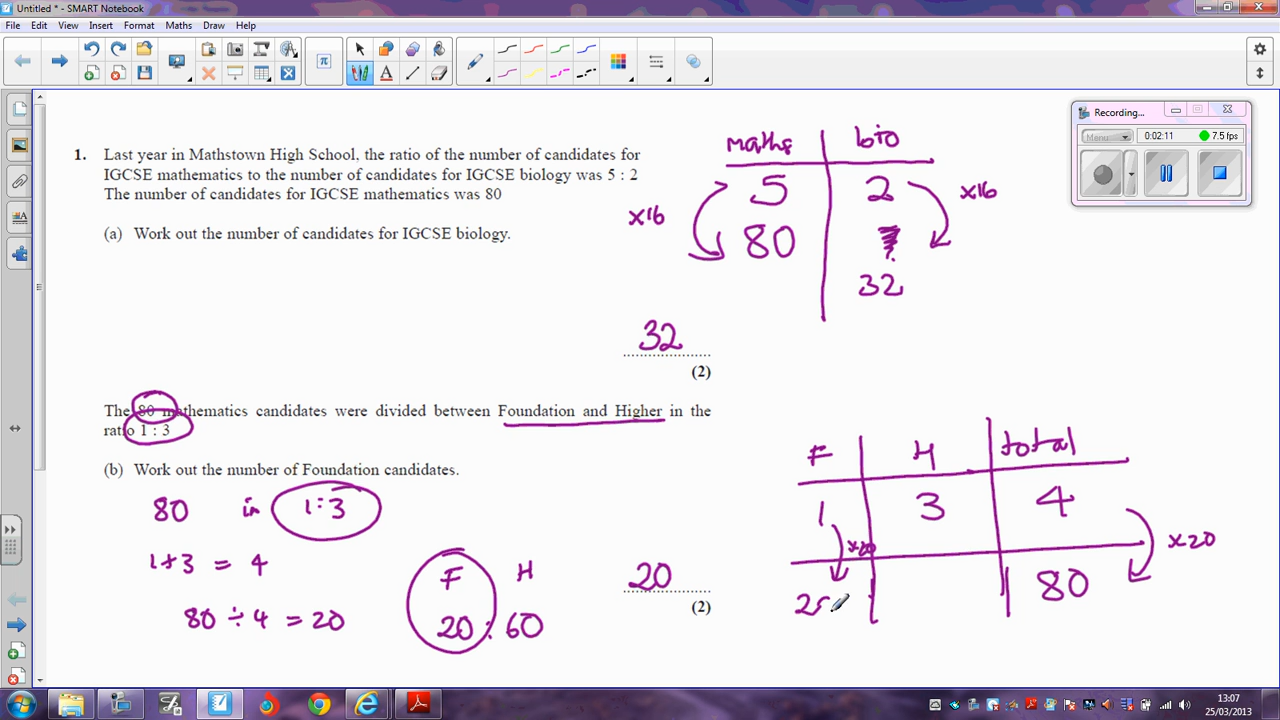 Untitled * - SMART Notebook
File Edit View Insert Format Maths Draw Help
Recording...
Menu:
02:11
7.5 fps
1. Last year in Mathstown High School, the ratio of the number of candidates for
IGCSE mathematics to the number of candidates for IGCSE biology was 5 : 2
The number of candidates for IGCSE mathematics was 80
(a) Work out the number of candidates for IGCSE biology.
maths bio
5 2
x16 x16
80 ?
32
32
(2)
The 80 mathematics candidates were divided between Foundation and Higher in the
ratio 1 : 3
(b) Work out the number of Foundation candidates.
80 in 1:3
1+3 = 4
80 ÷ 4 = 20
F H
20 : 60
20
(2)
F H total
1 3 4
x20 x20
80
13:07
25/03/2013